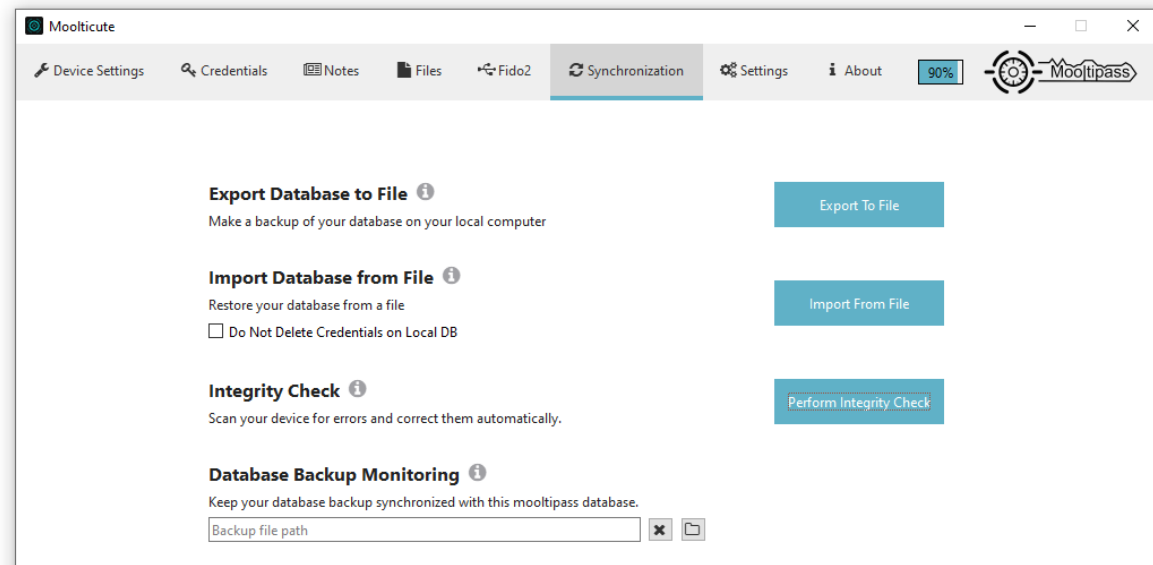 Moolticute
Device Settings
Credentials
Notes
Files
Fido2
Synchronization
Settings
About
90%
Mooltipass
Export Database to File
Make a backup of your database on your local computer
Export To File
Import Database from File
Restore your database from a file
Do Not Delete Credentials on Local DB
Import From File
Integrity Check
Scan your device for errors and correct them automatically.
Perform Integrity Check
Database Backup Monitoring
Keep your database backup synchronized with this mooltipass database.
Backup file path